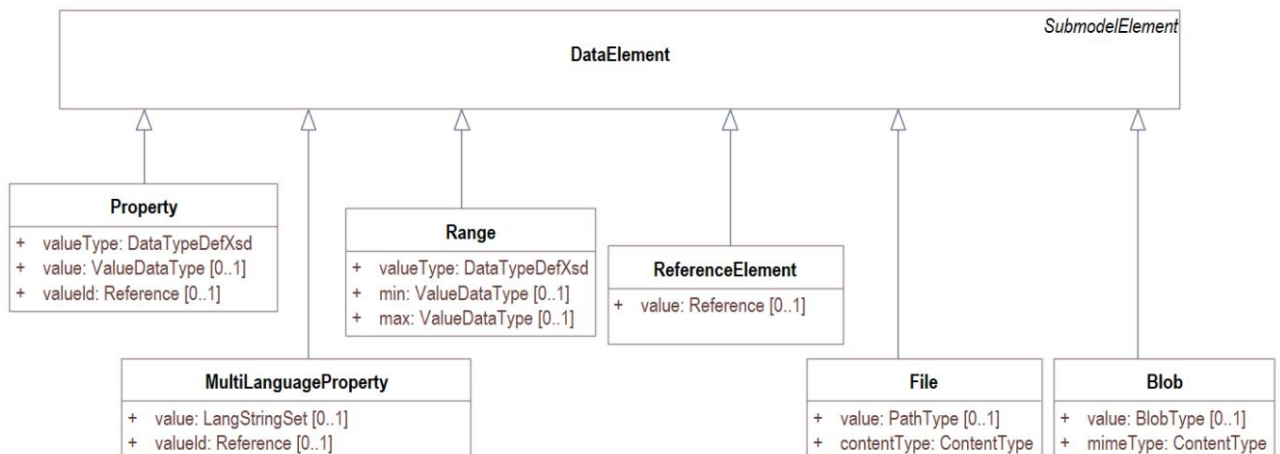 SubmodelElement
DataElement
Property
+ valueType: DataTypeDefXsd
+ value: ValueDataType [0..1]
+ valueId: Reference [0..1]
Range
+ valueType: DataTypeDefXsd
+ min: ValueDataType [0..1]
+ max: ValueDataType [0..1]
ReferenceElement
+ value: Reference [0..1]
MultiLanguageProperty
+ value: LangStringSet [0..1]
+ valueId: Reference [0..1]
File
+ value: PathType [0..1]
+ contentType: ContentType
Blob
+ value: BlobType [0..1]
+ mimeType: ContentType